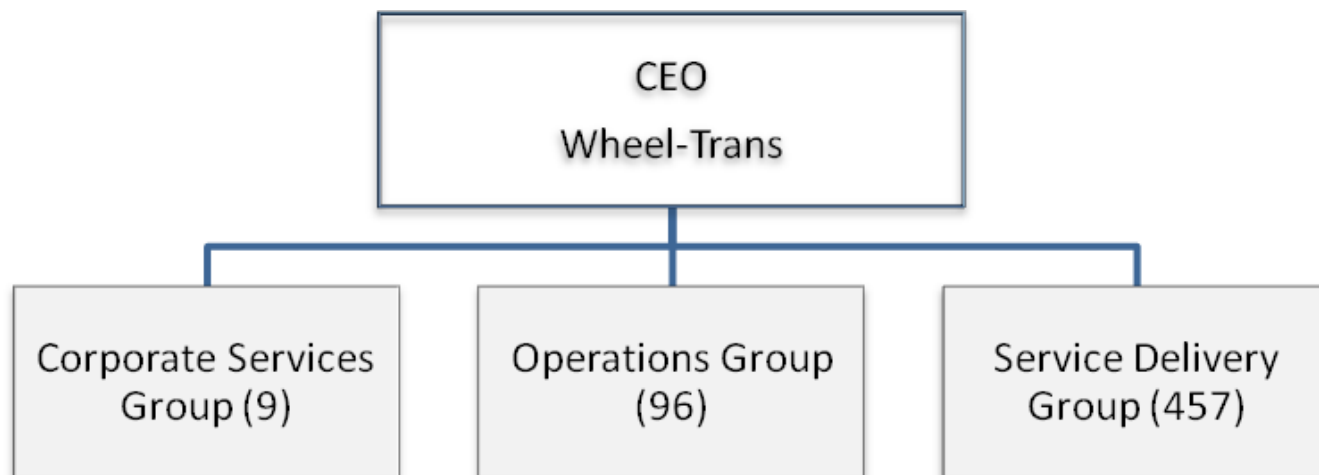 CEO
Wheel-Trans
Corporate Services
Group (9)
Operations Group
(96)
Service Delivery
Group (457)